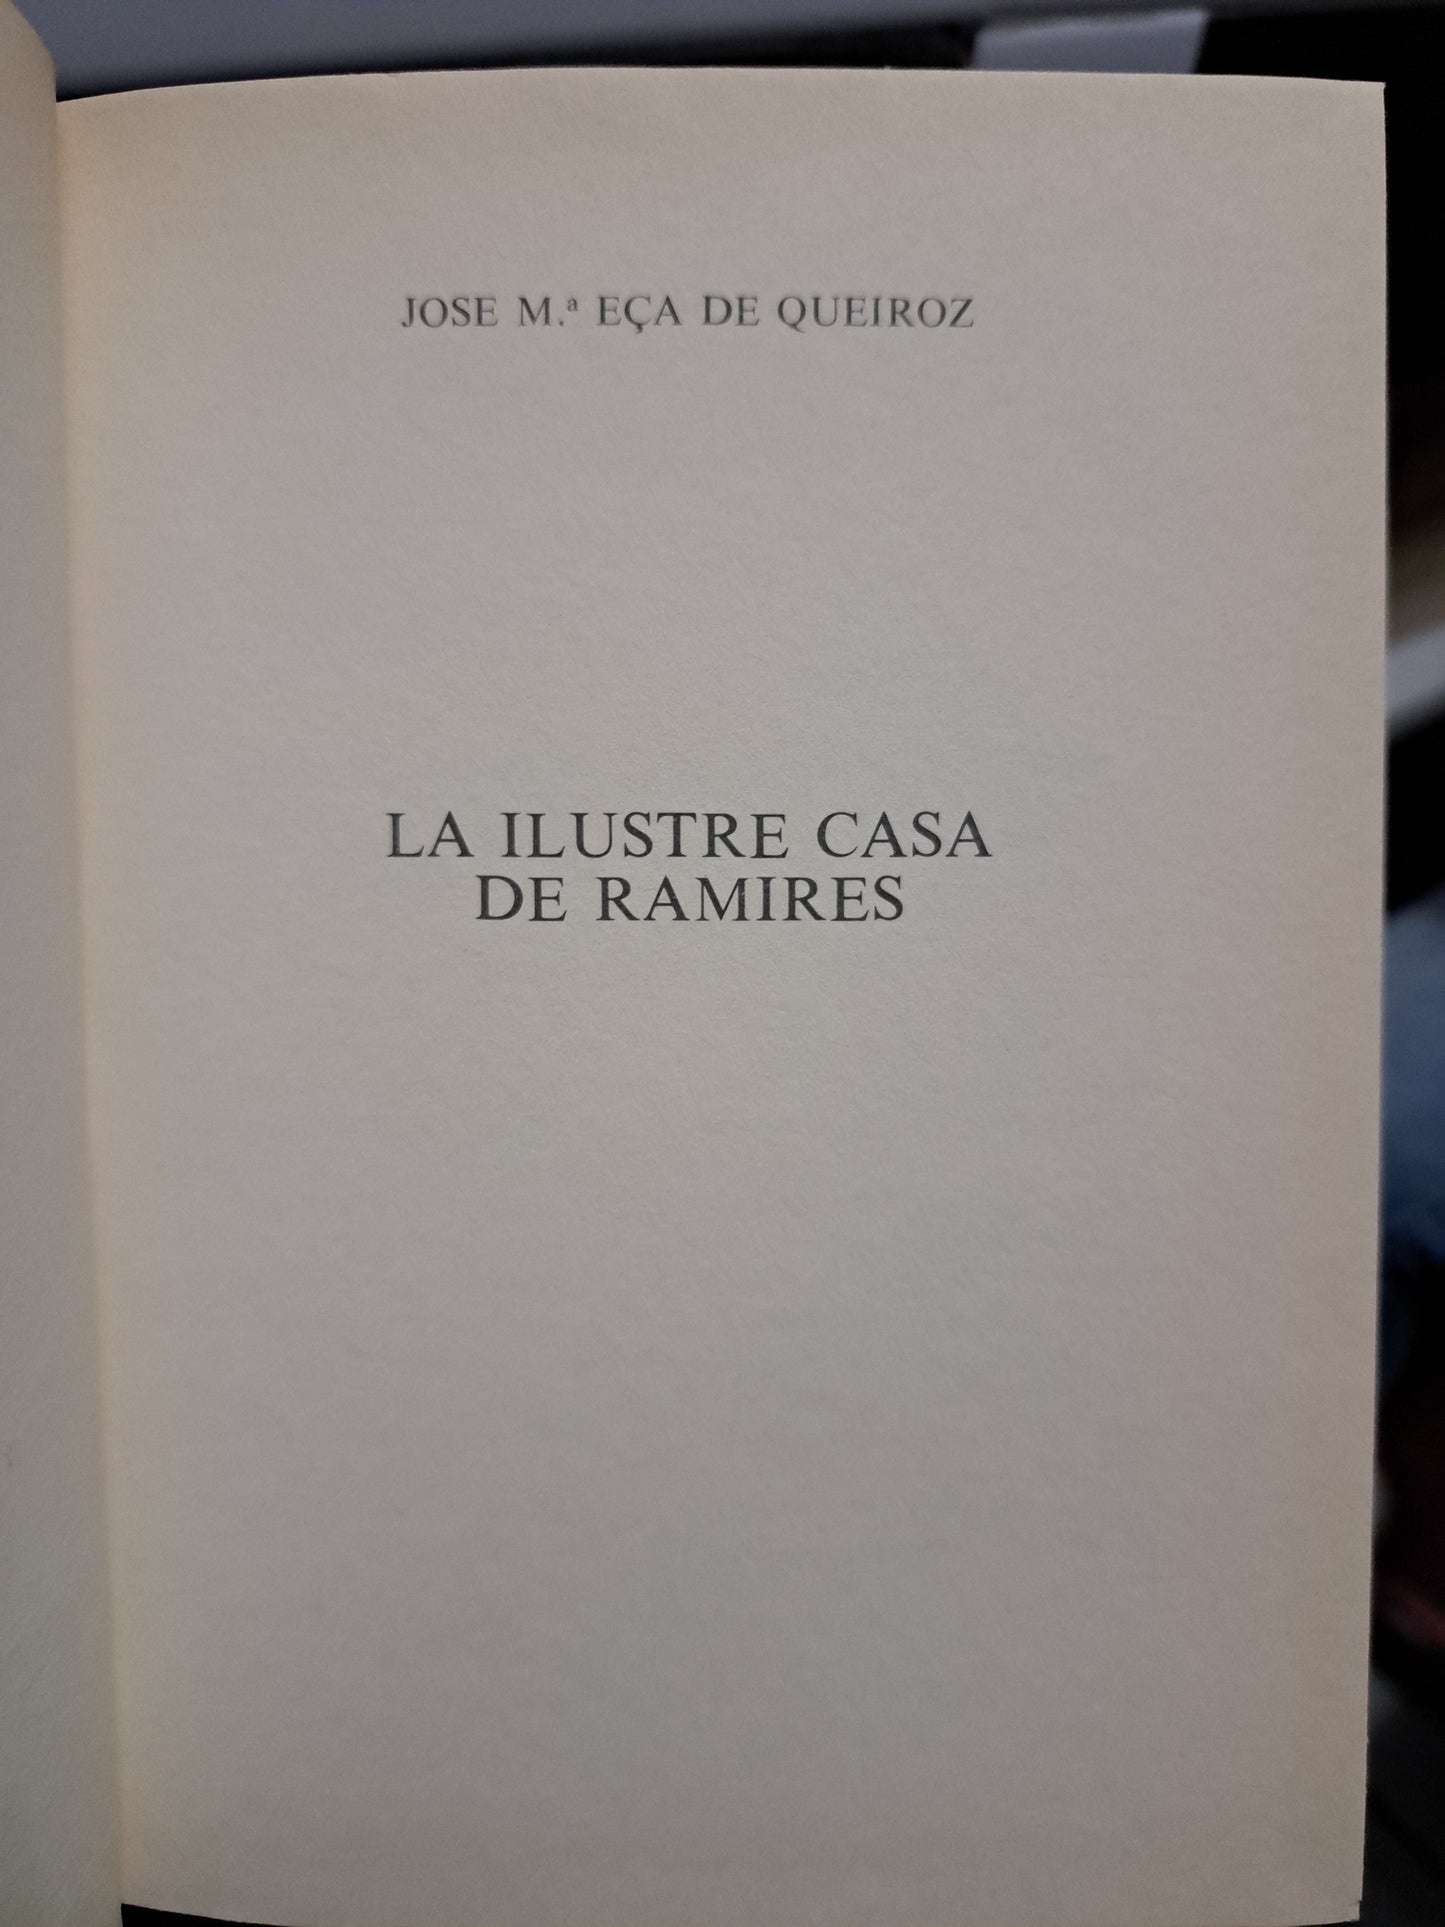 JOSE M.ª EÇA DE QUEIROZ
LA ILUSTRE CASA
DE RAMIRES